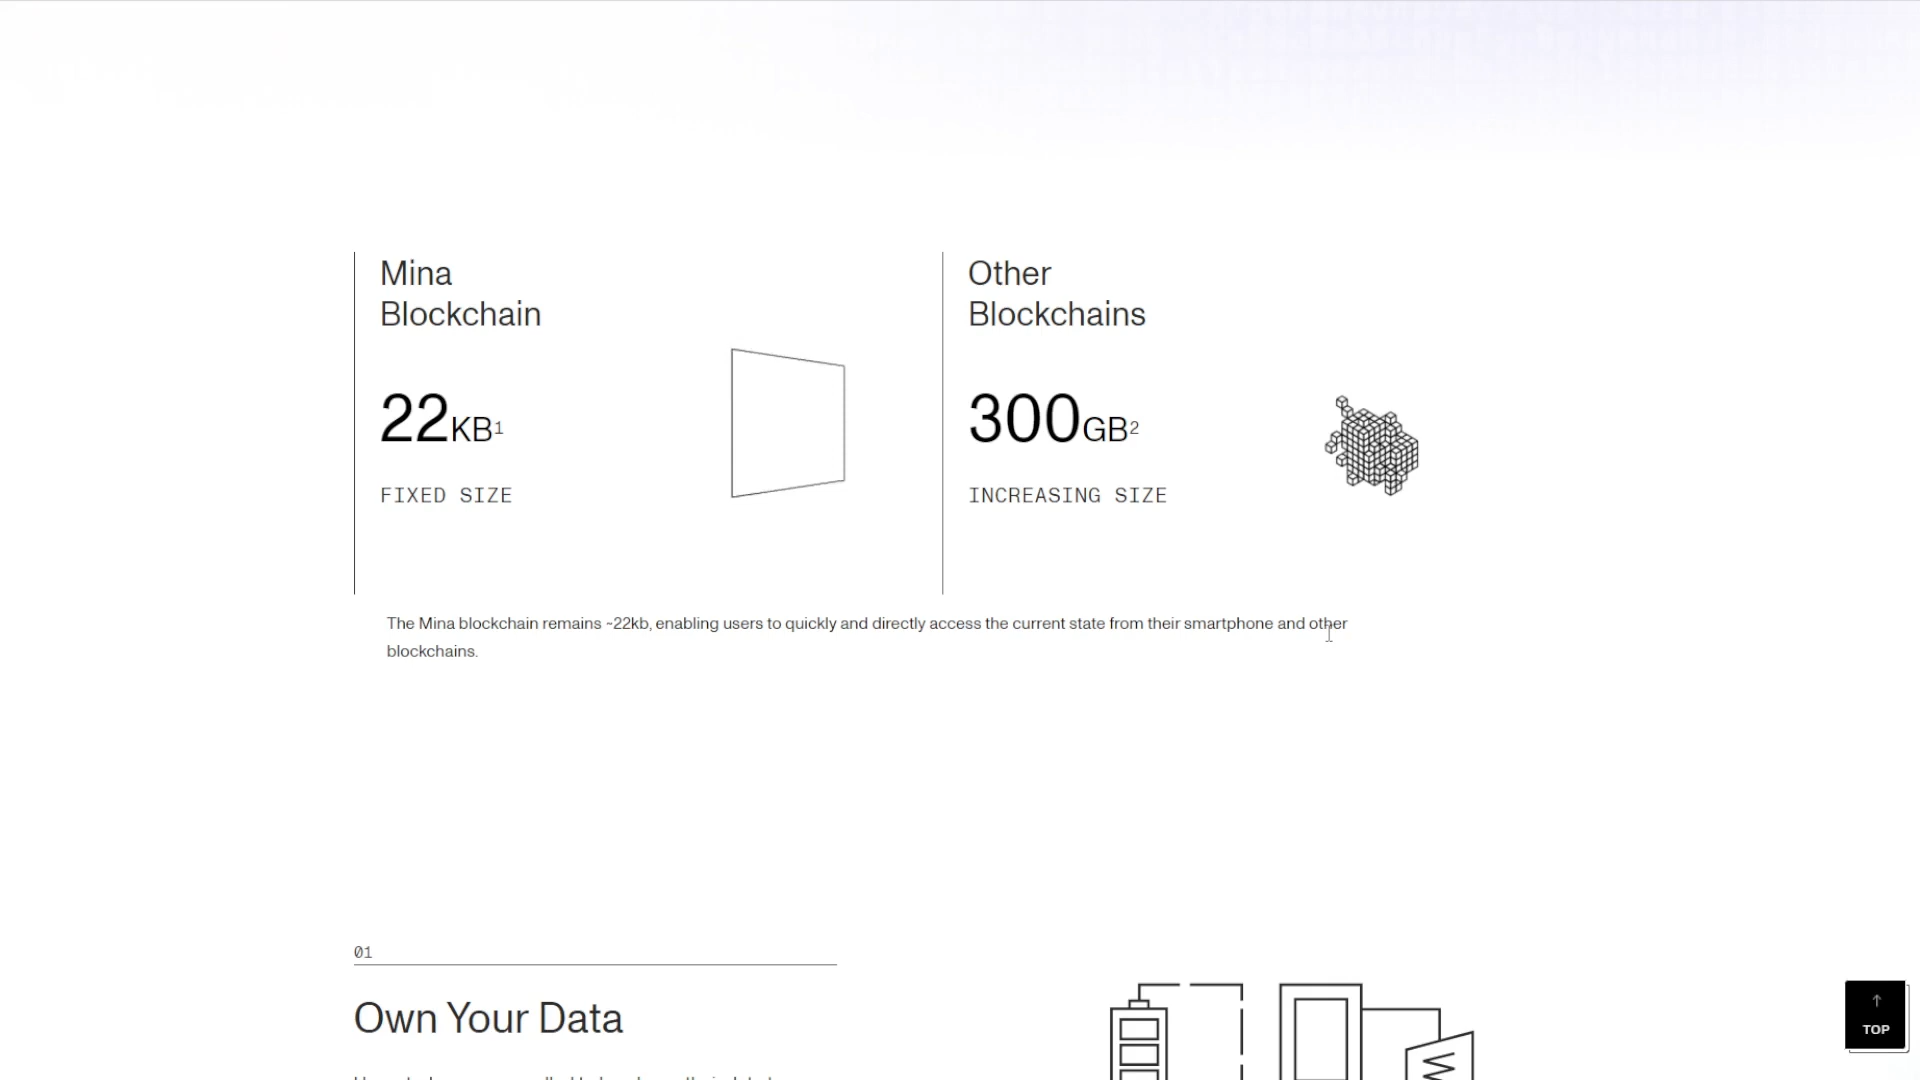 Mina
Blockchain
22KB1
FIXED SIZE
Other
Blockchains
300GB2
INCREASING SIZE
The Mina blockchain remains ~22kb, enabling users to quickly and directly access the current state from their smartphone and other
blockchains.
01
Own Your Data
↑
TOP